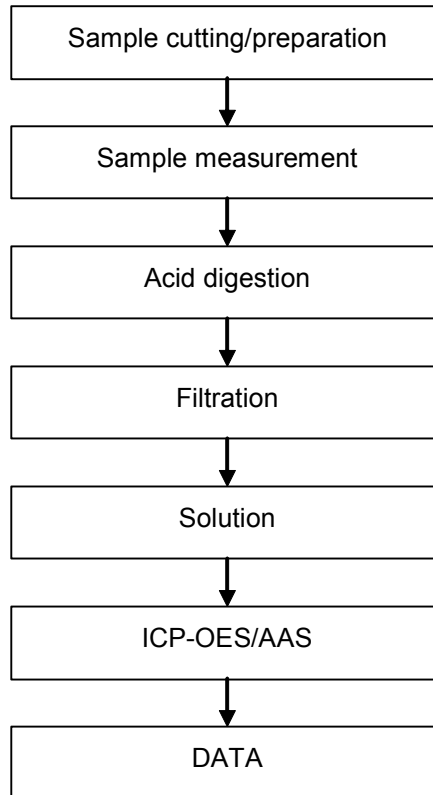 Sample cutting/preparation
Sample measurement
Acid digestion
Filtration
Solution
ICP-OES/AAS
DATA